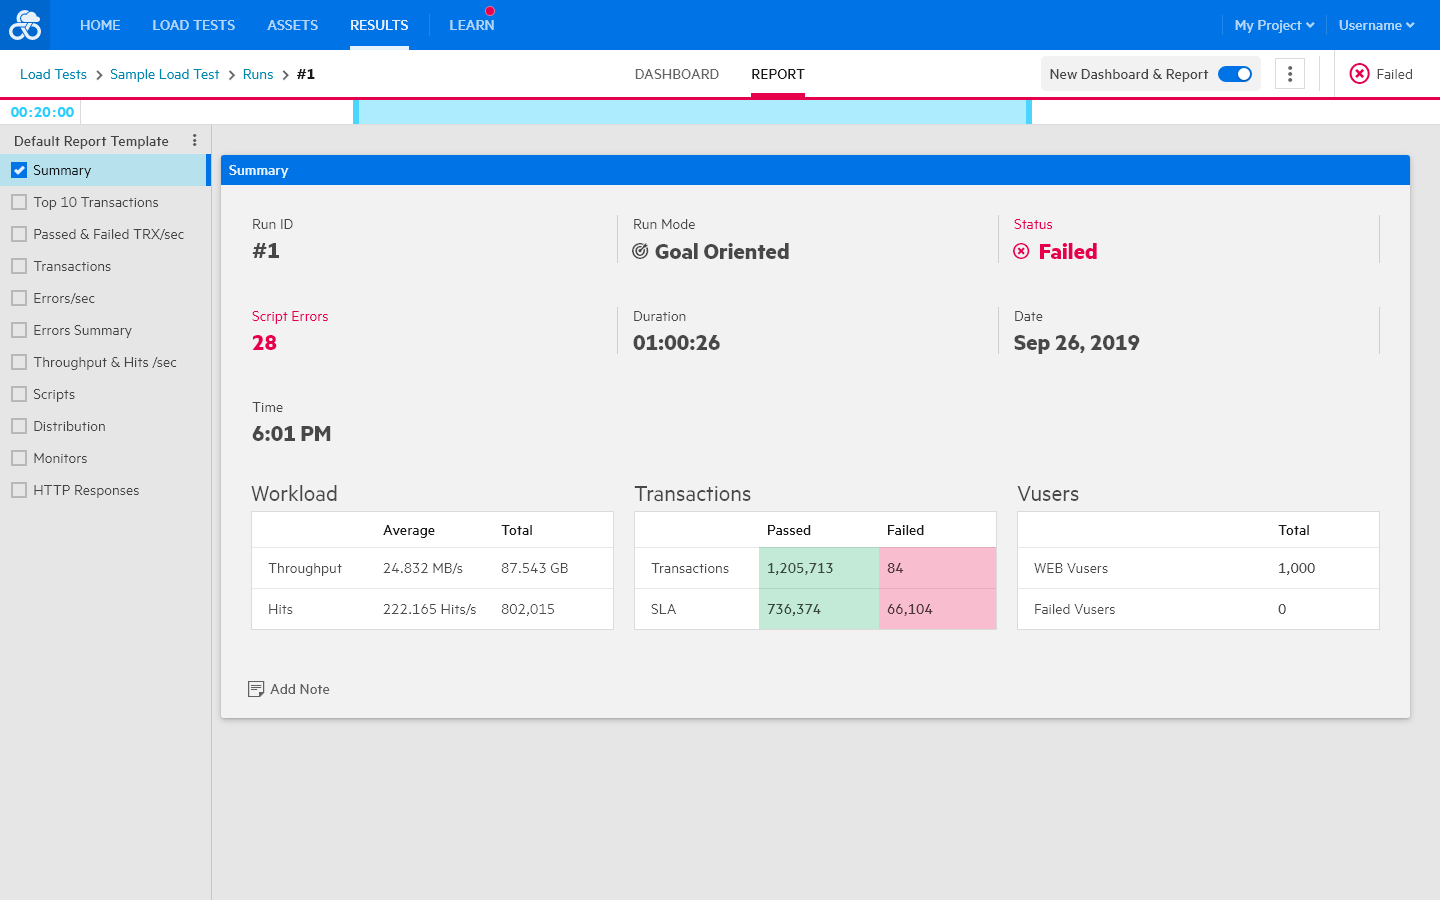 HOME LOAD TESTS ASSETS RESULTS LEARN My Project Username
Load Tests Sample Load Test Runs #1 DASHBOARD REPORT New Dashboard & Report Failed
00:20:00
Default Report Template
Summary
Top 10 Transactions
Passed & Failed TRX/sec
Transactions
Errors/sec
Errors Summary
Throughput & Hits /sec
Scripts
Distribution
Monitors
HTTP Responses
Summary
Run ID Run Mode Status
#1 Goal Oriented Failed
Script Errors Duration Date
28 01:00:26 Sep 26, 2019
Time
6:01 PM
Workload
Average Total
Throughput 24.832 MB/s 87.543 GB
Hits 222.165 Hits/s 802,015
Transactions
Passed Failed
Transactions 1,205,713 84
SLA 736,374 66,104
Vusers
Total
WEB Vusers 1,000
Failed Vusers 0
Add Note